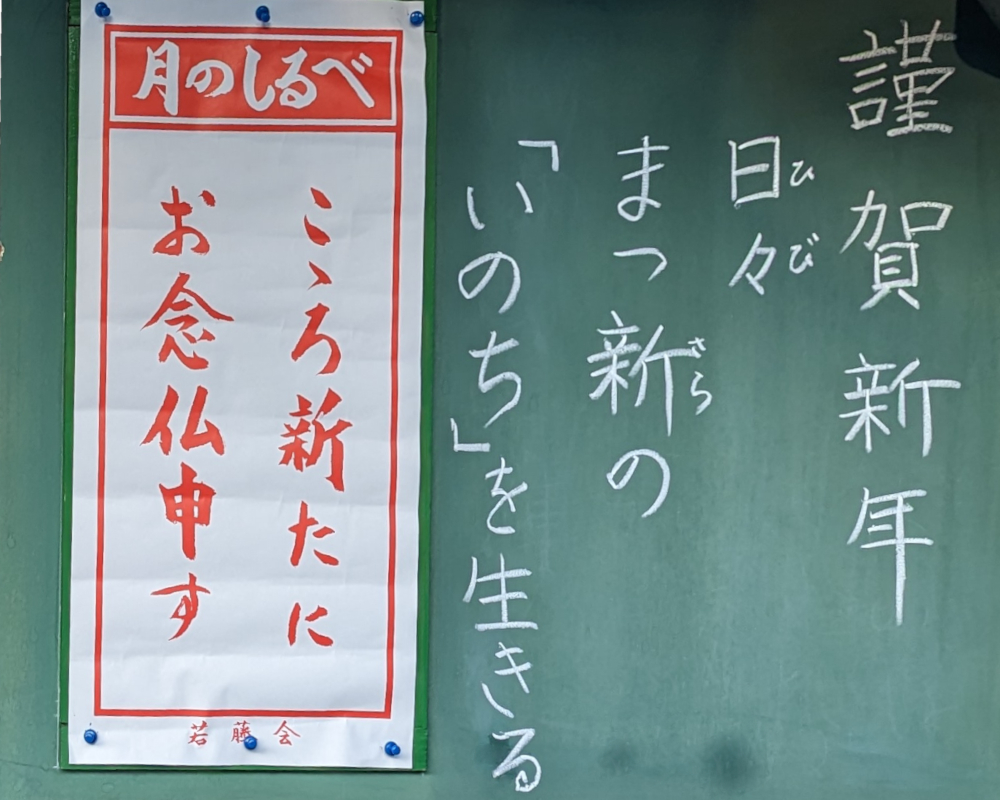 謹賀新年
日々
ひび
まっ新の
さら
「いのち」を生きる
月のしるべ
こゝろ新たに
お念仏申す
若藤会